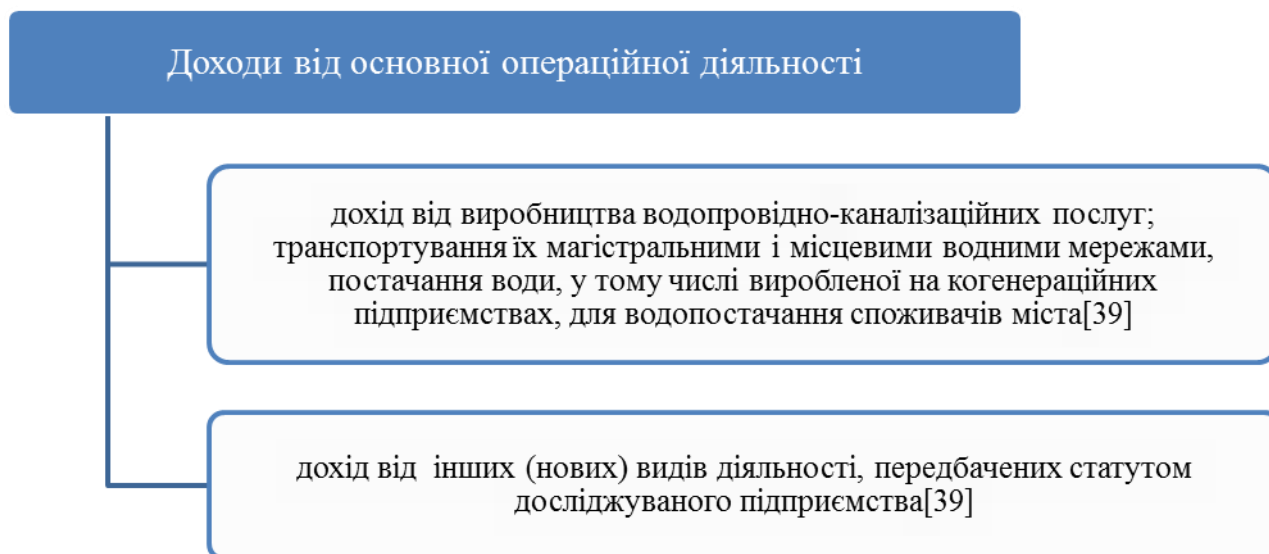 Доходи від основної операційної діяльності
дохід від виробництва водопровідно-каналізаційних послуг;
транспортування їх магістральними і місцевими водними мережами,
постачання води, у тому числі виробленої на когенераційних
підприємствах, для водопостачання споживачів міста[39]
дохід від інших (нових) видів діяльності, передбачених статутом
досліджуваного підприємства[39]